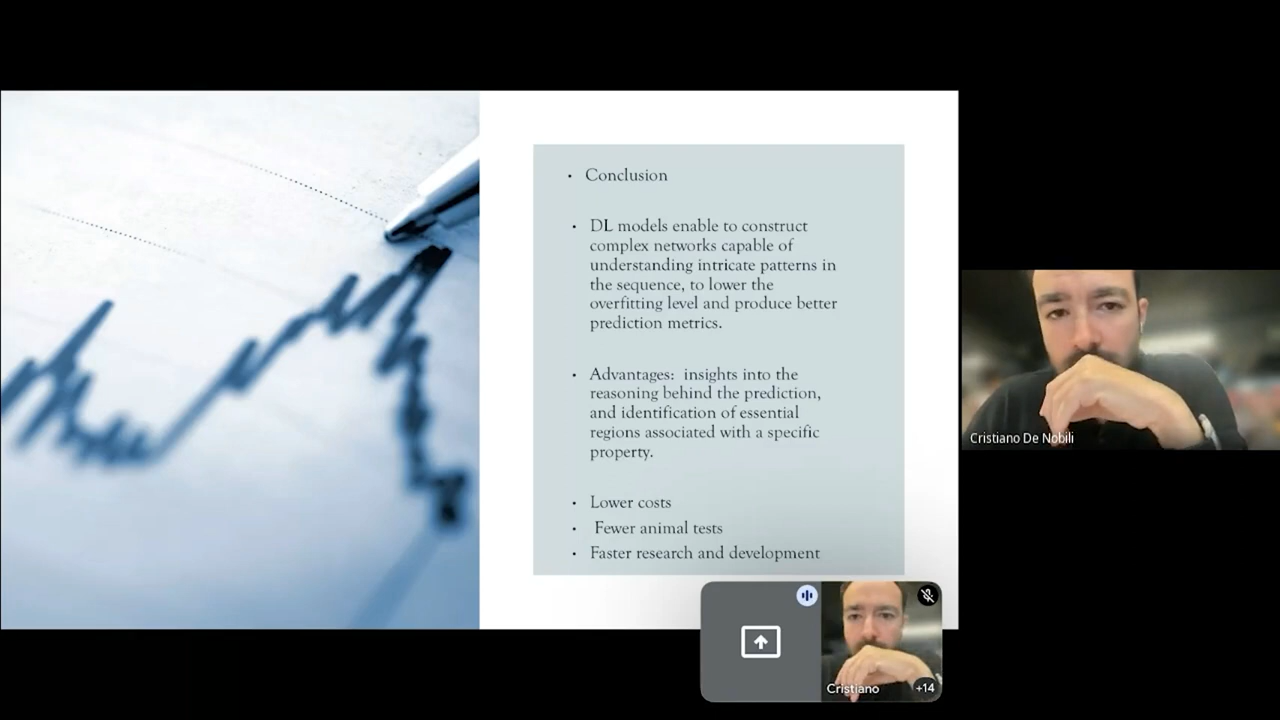 Conclusion
DL models enable to construct
complex networks capable of
understanding intricate patterns in
the sequence, to lower the
overfitting level and produce better
prediction metrics.
Advantages: insights into the
reasoning behind the prediction,
and identification of essential
regions associated with a specific
property.
Lower costs
Fewer animal tests
Faster research and development
Cristiano De Nobili
Cristiano
+14